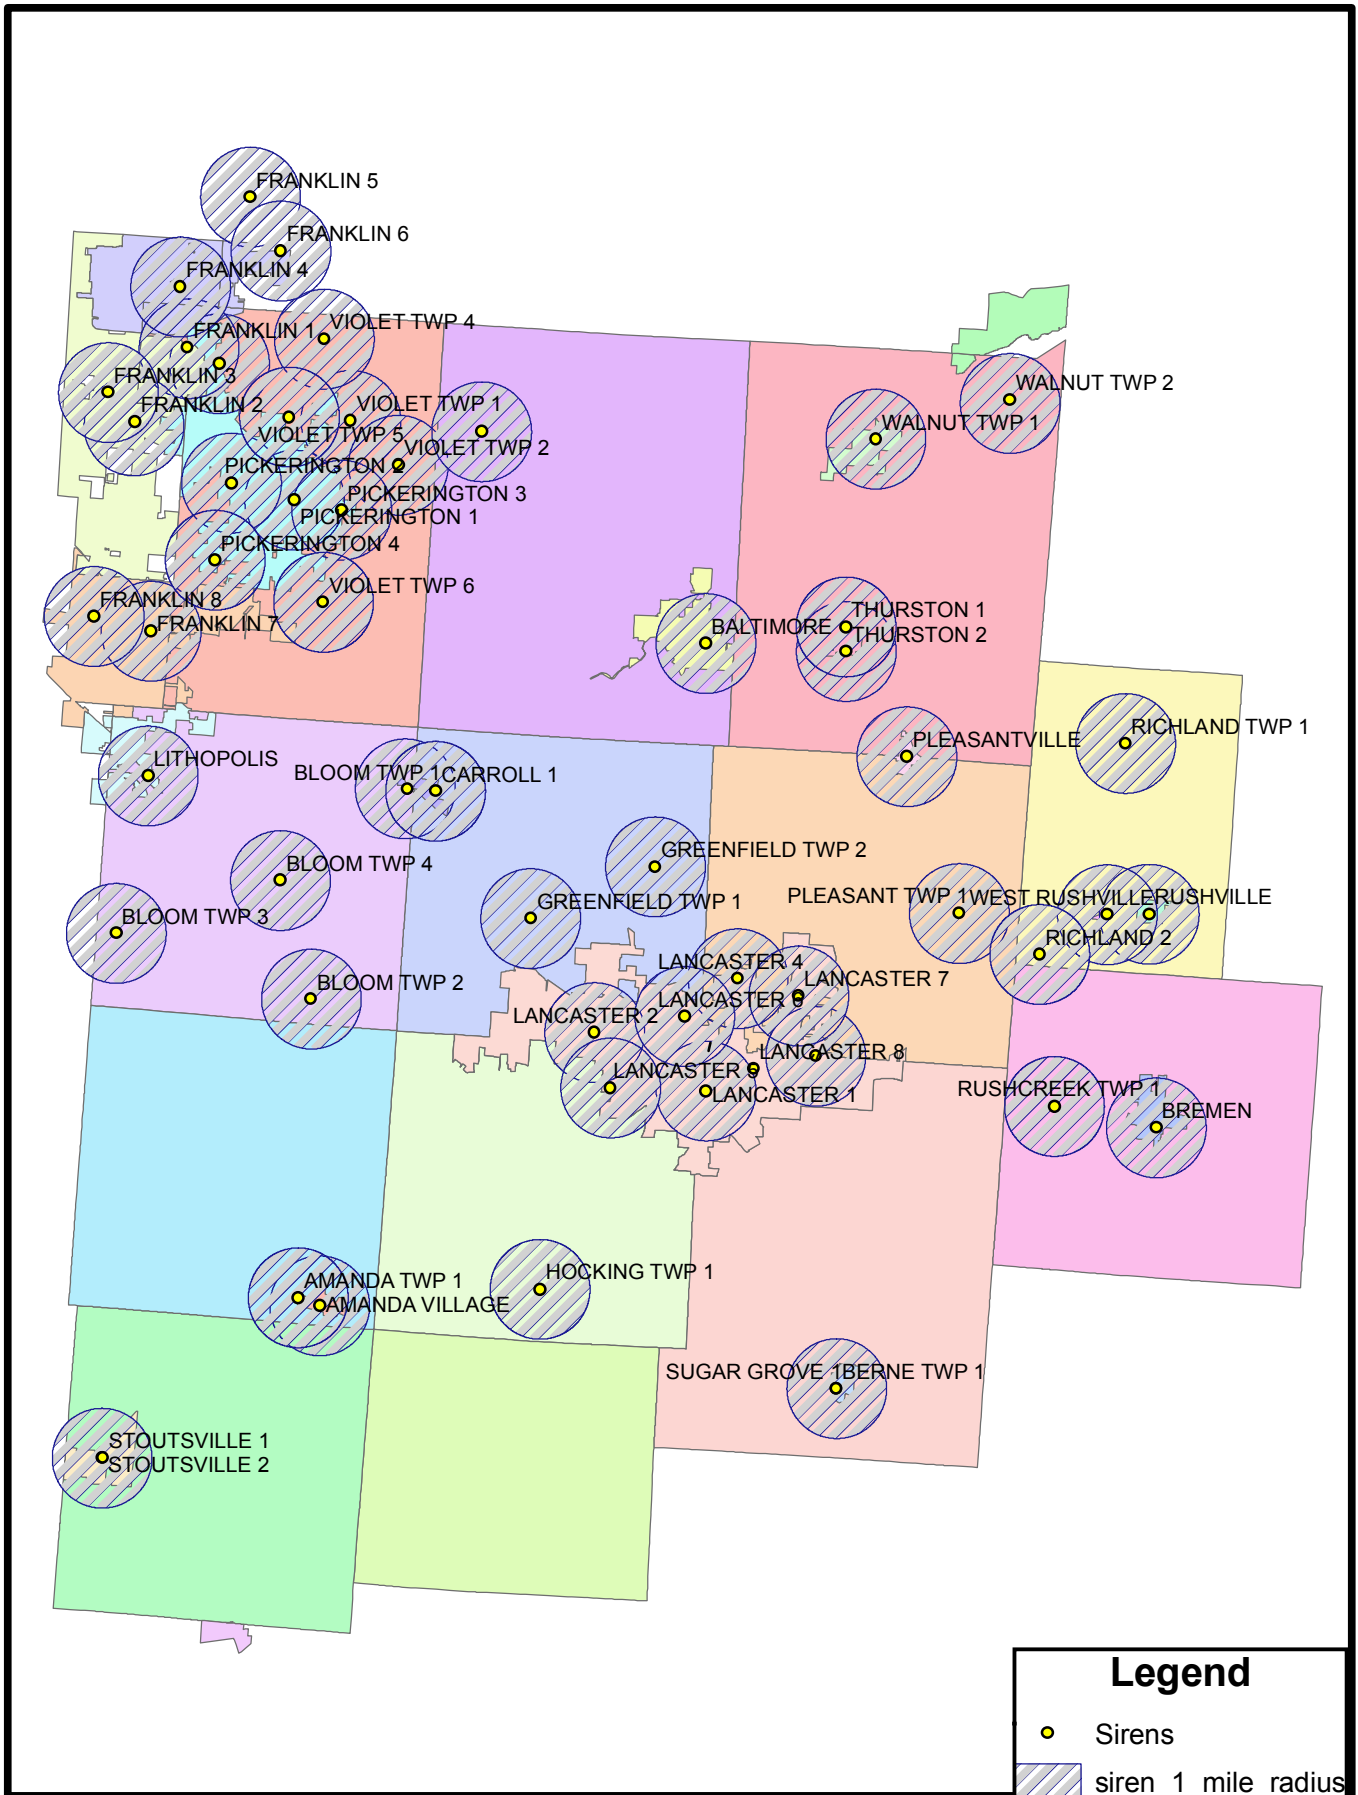 FRANKLIN 5
FRANKLIN 6
FRANKLIN 4
VIOLET TWP 4
FRANKLIN 1
FRANKLIN 3
FRANKLIN 2
VIOLET TWP 1
VIOLET TWP 5
VIOLET TWP 2
WALNUT TWP 2
WALNUT TWP 1
PICKERINGTON 2
PICKERINGTON 3
PICKERINGTON 1
PICKERINGTON 4
VIOLET TWP 6
FRANKLIN 8
FRANKLIN 7
BALTIMORE
THURSTON 1
THURSTON 2
PLEASANTVILLE
RICHLAND TWP 1
LITHOPOLIS
BLOOM TWP 1
CARROLL 1
BLOOM TWP 4
GREENFIELD TWP 2
GREENFIELD TWP 1
BLOOM TWP 3
BLOOM TWP 2
PLEASANT TWP 1
WEST RUSHVILLE
RUSHVILLE
RICHLAND 2
LANCASTER 4
LANCASTER 7
LANCASTER 6
LANCASTER 2
LANCASTER 8
LANCASTER
LANCASTER 1
RUSHCREEK TWP 1
BREMEN
AMANDA TWP 1
AMANDA VILLAGE
HOCKING TWP 1
SUGAR GROVE 1
BERNE TWP 1
STOUTSVILLE 1
STOUTSVILLE 2
Legend
Sirens
siren 1 mile radius